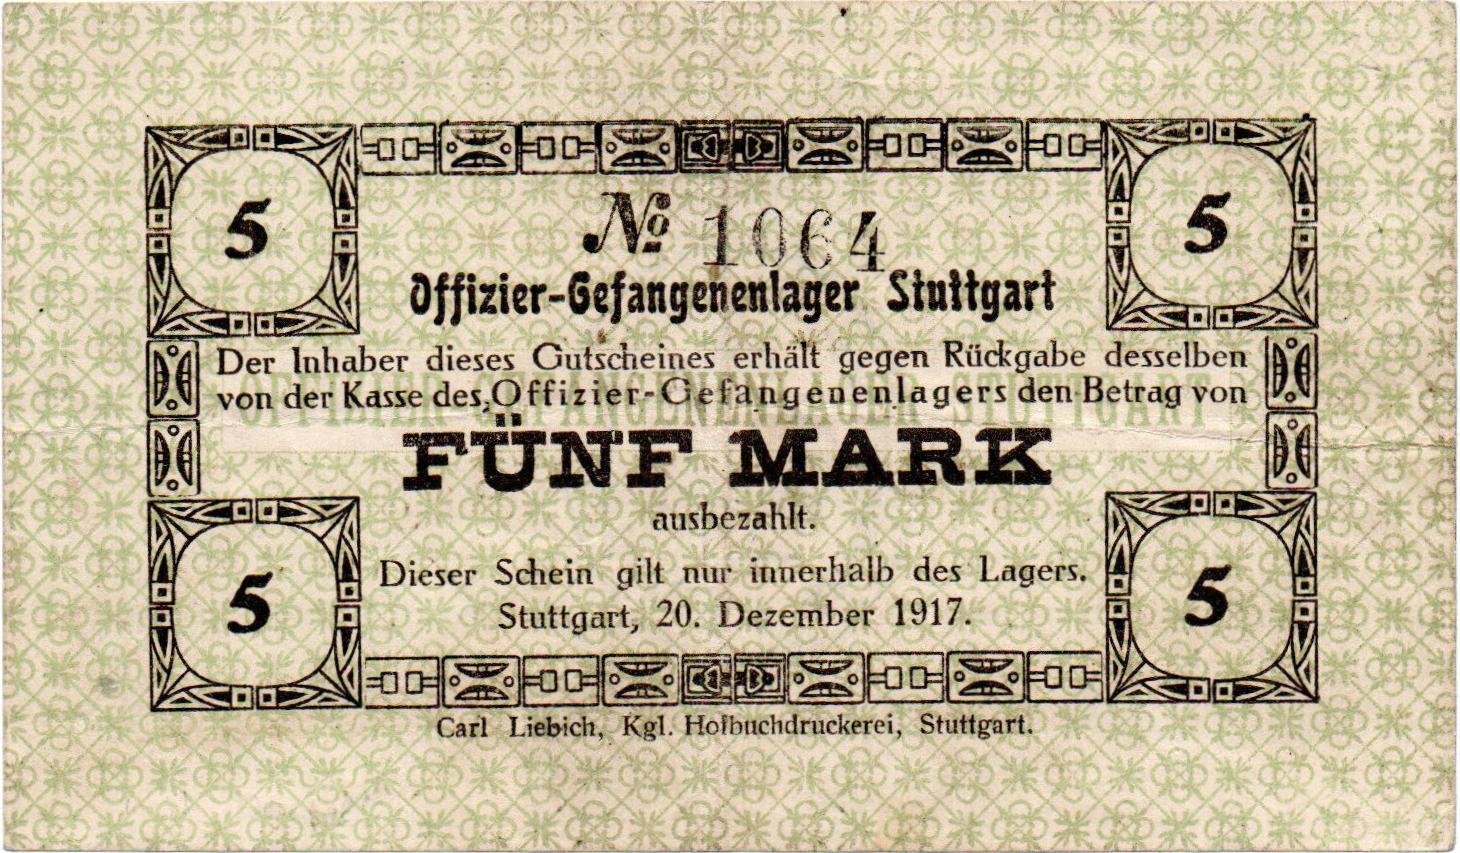 5
5
№ 1064
Offizier-Gefangenenlager Stuttgart
Der Inhaber dieses Gutscheines erhält gegen Rückgabe desselben
von der Kasse des Offizier-Gefangenenlagers den Betrag von
FÜNF MARK
ausbezahlt.
Dieser Schein gilt nur innerhalb des Lagers.
Stuttgart, 20. Dezember 1917.
5
5
Carl Liebich, Kgl. Hofbuchdruckerei, Stuttgart.